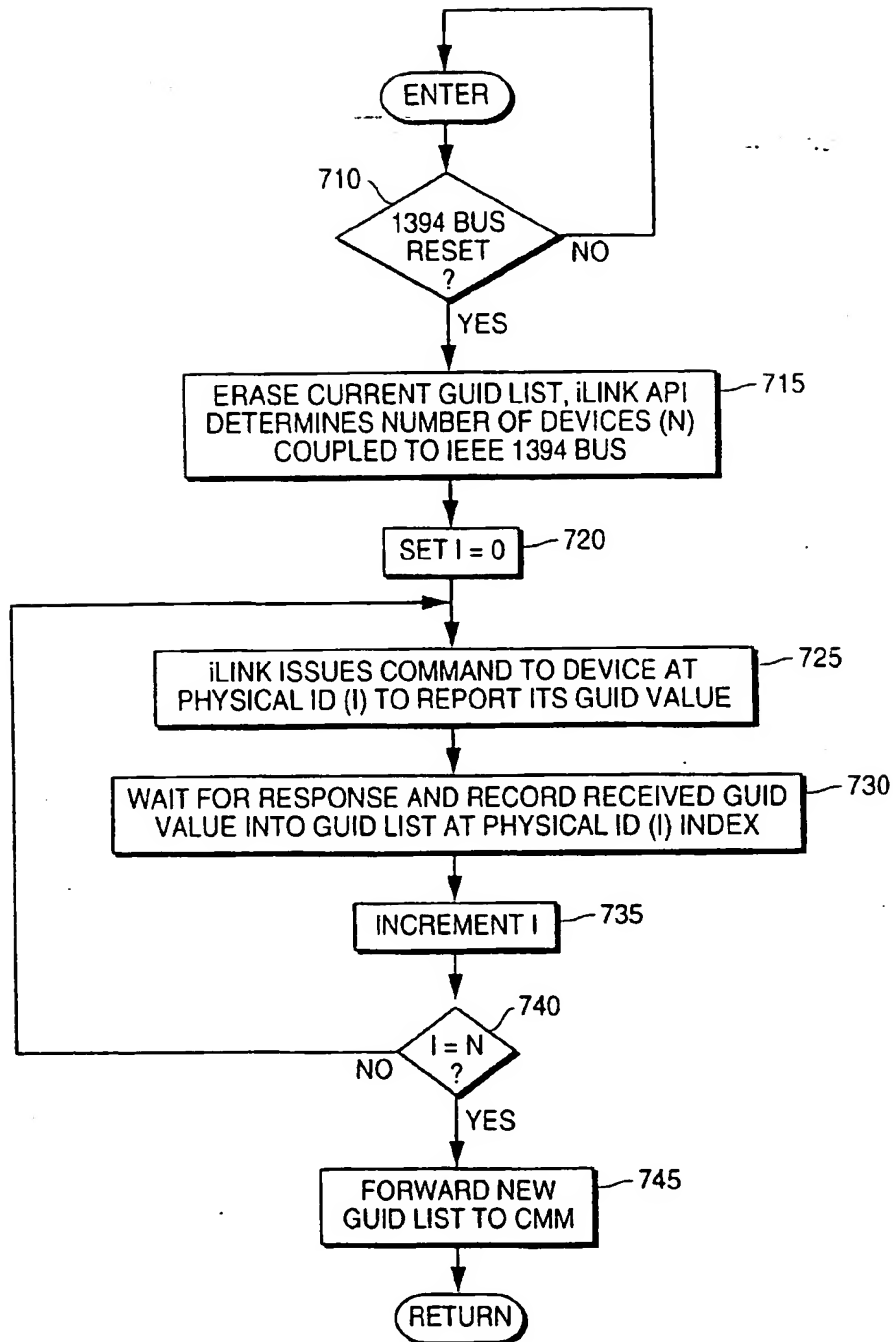 ENTER
710
1394 BUS
RESET
?
NO
YES
ERASE CURRENT GUID LIST, iLINK API
DETERMINES NUMBER OF DEVICES (N)
COUPLED TO IEEE 1394 BUS
715
SET I = 0
720
iLINK ISSUES COMMAND TO DEVICE AT
PHYSICAL ID (I) TO REPORT ITS GUID VALUE
725
WAIT FOR RESPONSE AND RECORD RECEIVED GUID
VALUE INTO GUID LIST AT PHYSICAL ID (I) INDEX
730
INCREMENT I
735
740
I = N
?
NO
YES
FORWARD NEW
GUID LIST TO CMM
745
RETURN